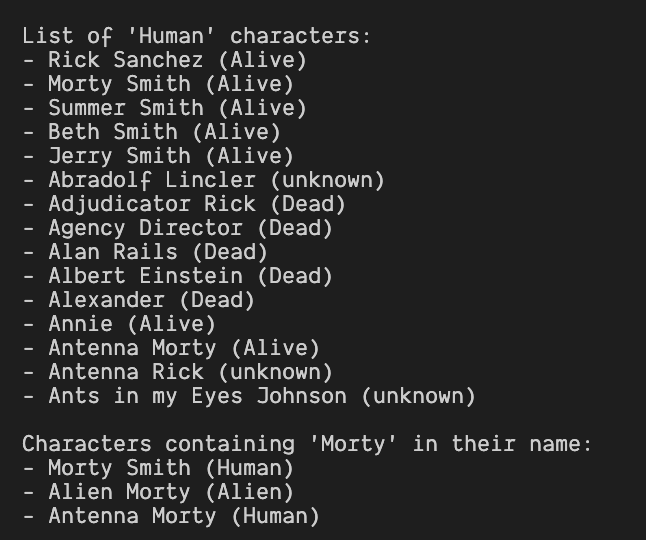 List of 'Human' characters:
- Rick Sanchez (Alive)
- Morty Smith (Alive)
- Summer Smith (Alive)
- Beth Smith (Alive)
- Jerry Smith (Alive)
- Abradolf Lincler (unknown)
- Adjudicator Rick (Dead)
- Agency Director (Dead)
- Alan Rails (Dead)
- Albert Einstein (Dead)
- Alexander (Dead)
- Annie (Alive)
- Antenna Morty (Alive)
- Antenna Rick (unknown)
- Ants in my Eyes Johnson (unknown)

Characters containing 'Morty' in their name:
- Morty Smith (Human)
- Alien Morty (Alien)
- Antenna Morty (Human)